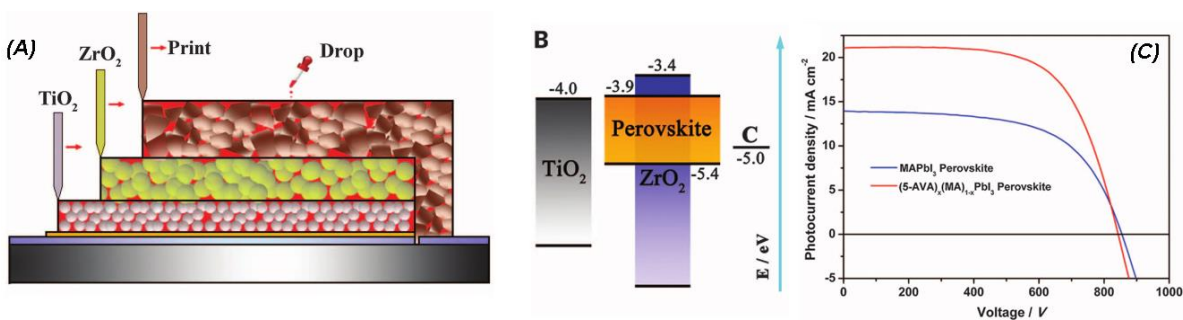 (A)
ZrO2
Print
Drop
TiO2
B
-3.4
-4.0
-3.9
Perovskite
C
-5.0
TiO2
ZrO2
-5.4
E / eV
(C)
Photocurrent density / mA cm-2
20
15
10
5
0
-5
MAPbI3 Perovskite
(5-AVA)x(MA)1-xPbI3 Perovskite
0
200
400
600
800
1000
Voltage / V